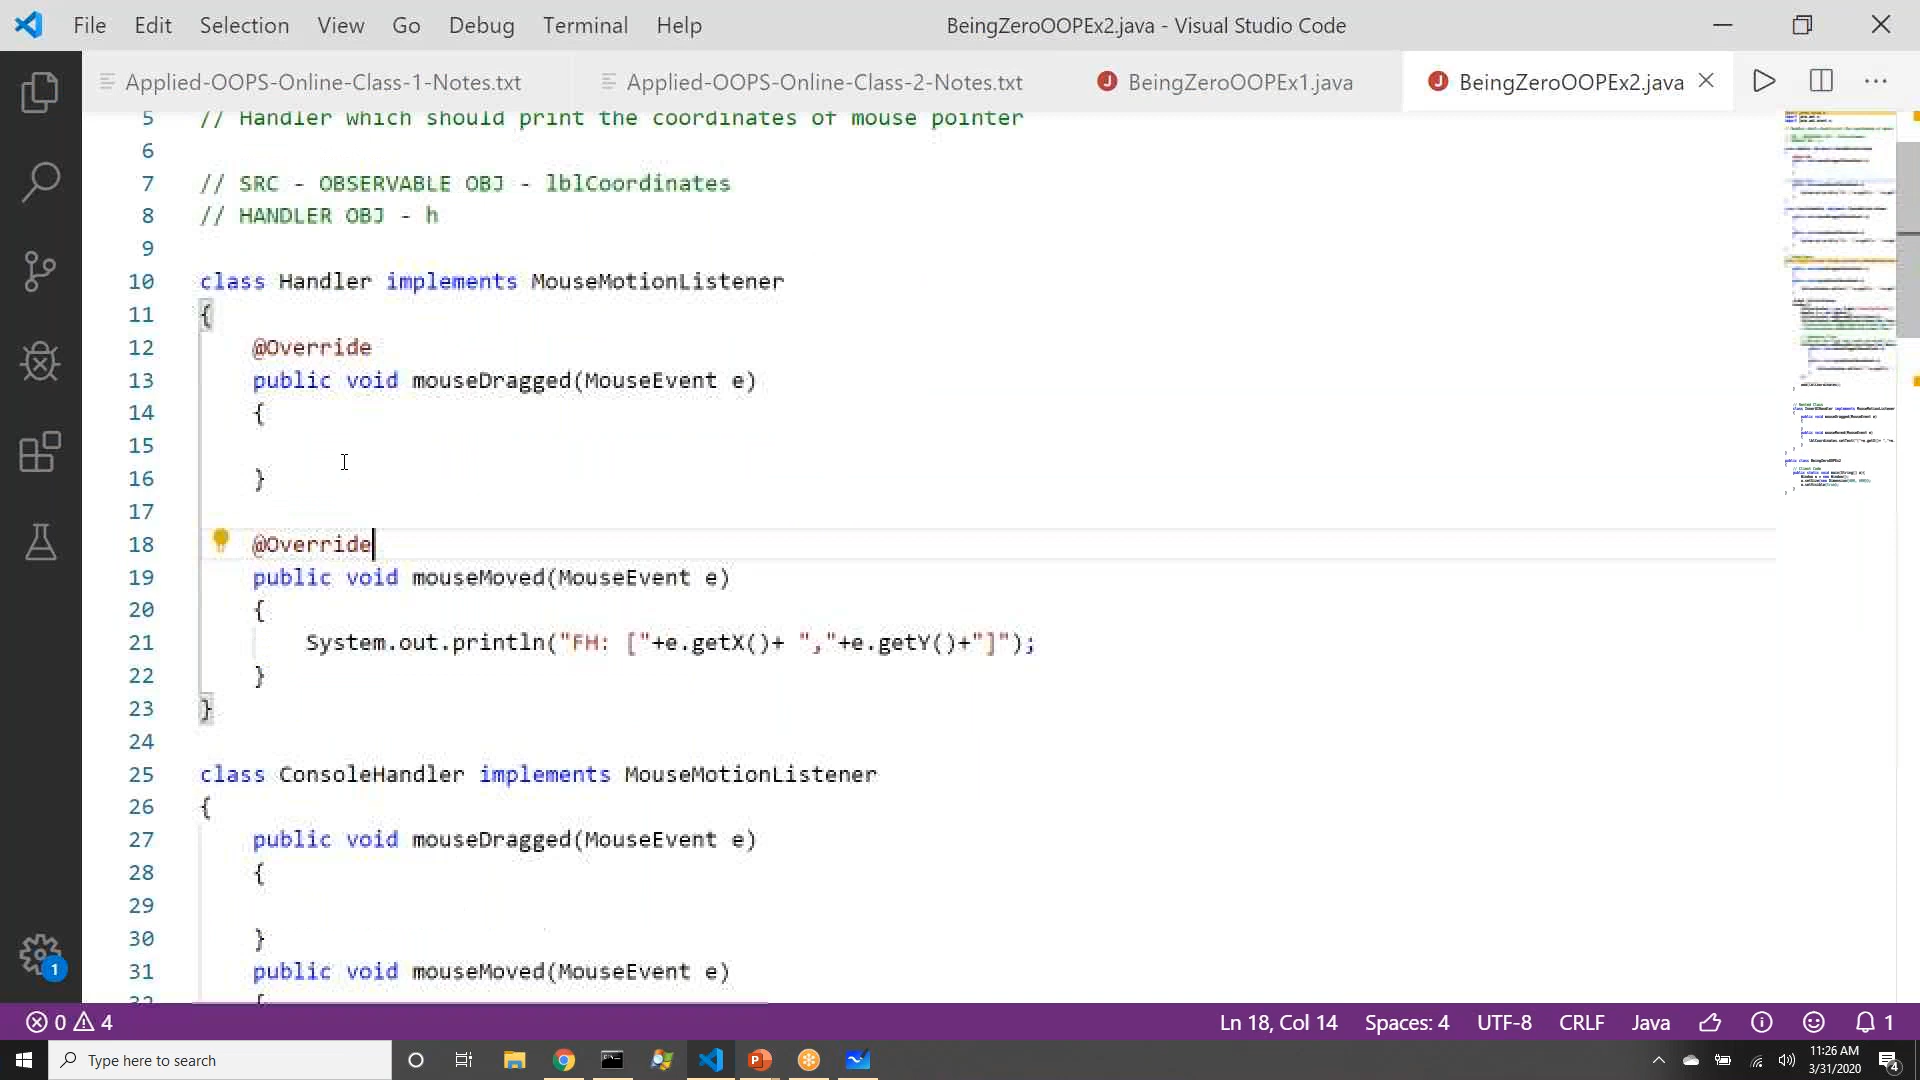 File Edit Selection View Go Debug Terminal Help BeingZeroOOPEx2.java - Visual Studio Code
Applied-OOPS-Online-Class-1-Notes.txt Applied-OOPS-Online-Class-2-Notes.txt J BeingZeroOOPEx1.java J BeingZeroOOPEx2.java
5 // Handler which should print the coordinates of mouse pointer
6
7 // SRC - OBSERVABLE OBJ - lblCoordinates
8 // HANDLER OBJ - h
9
10 class Handler implements MouseMotionListener
11 {
12 @Override
13 public void mouseDragged(MouseEvent e)
14 {
15
16 }
17
18 @Override
19 public void mouseMoved(MouseEvent e)
20 {
21 System.out.println("FH: ["+e.getX()+ ","+e.getY()+"]");
22 }
23 }
24
25 class ConsoleHandler implements MouseMotionListener
26 {
27 public void mouseDragged(MouseEvent e)
28 {
29
30 }
31 public void mouseMoved(MouseEvent e)
32 {
1
0 4 Ln 18, Col 14 Spaces: 4 UTF-8 CRLF Java 1
Type here to search 11:26 AM
3/31/2020 4